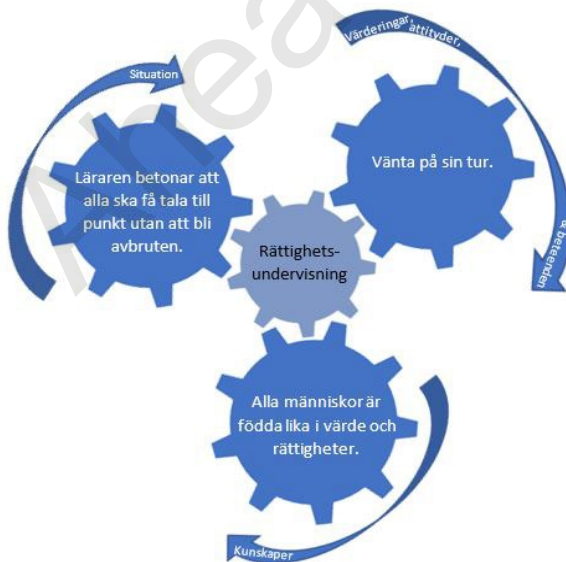 Situation
Läraren betonar att
alla ska få tala till
punkt utan att bli
avbruten.
Värderingar, attityder,
& beteenden
Vänta på sin tur.
Rättighets-
undervisning
Alla människor är
födda lika i värde och
rättigheter.
Kunskaper
Ahea